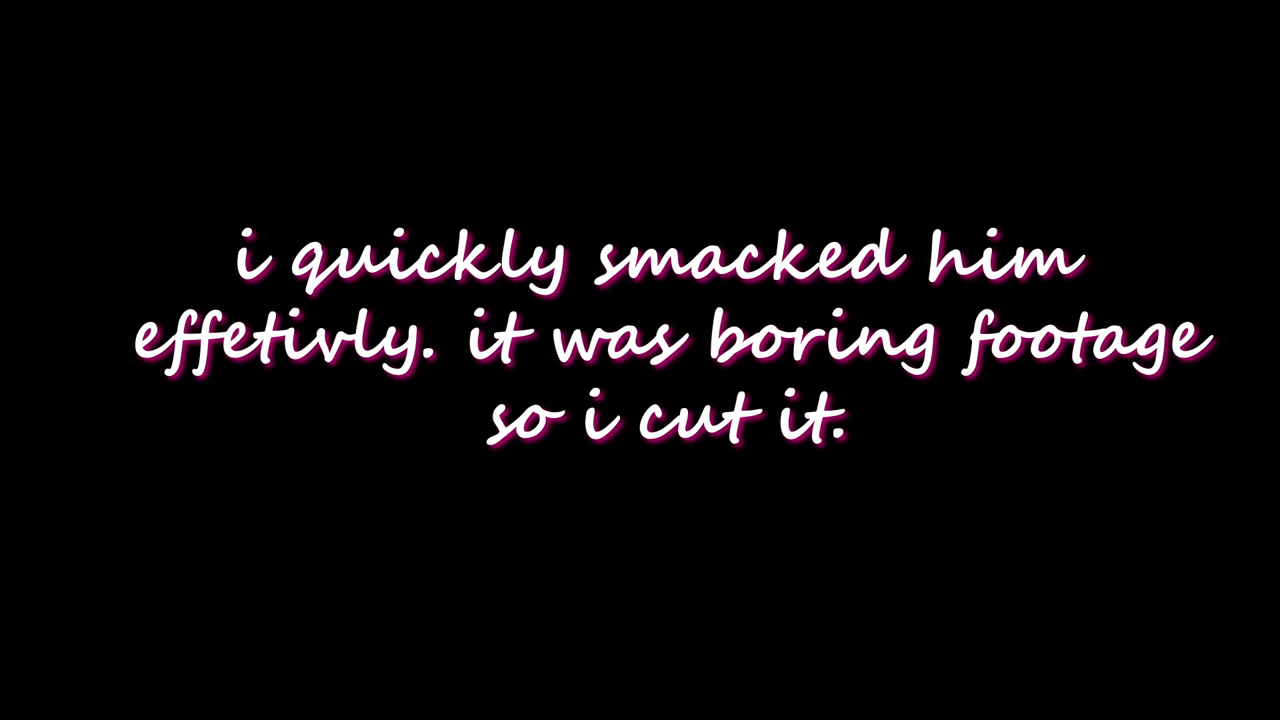 i quickly smacked him
effetivly. it was boring footage
so i cut it.